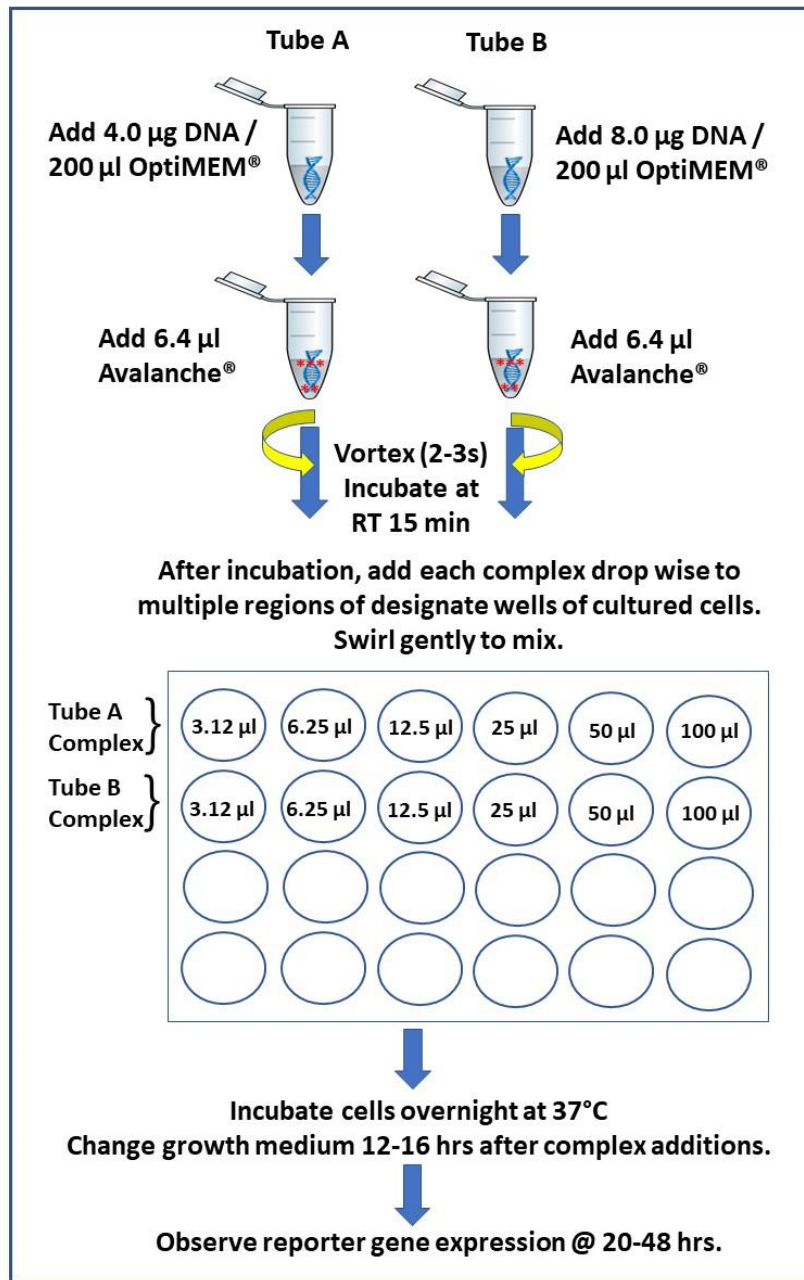 Tube A
Tube B
Add 4.0 µg DNA /
200 µl OptiMEM®
Add 8.0 µg DNA /
200 µl OptiMEM®
Add 6.4 µl
Avalanche®
Add 6.4 µl
Avalanche®
Vortex (2-3s)
Incubate at
RT 15 min
After incubation, add each complex drop wise to
multiple regions of designate wells of cultured cells.
Swirl gently to mix.
Tube A
Complex
3.12 µl
6.25 µl
12.5 µl
25 µl
50 µl
100 µl
Tube B
Complex
3.12 µl
6.25 µl
12.5 µl
25 µl
50 µl
100 µl
Incubate cells overnight at 37°C
Change growth medium 12-16 hrs after complex additions.
Observe reporter gene expression @ 20-48 hrs.